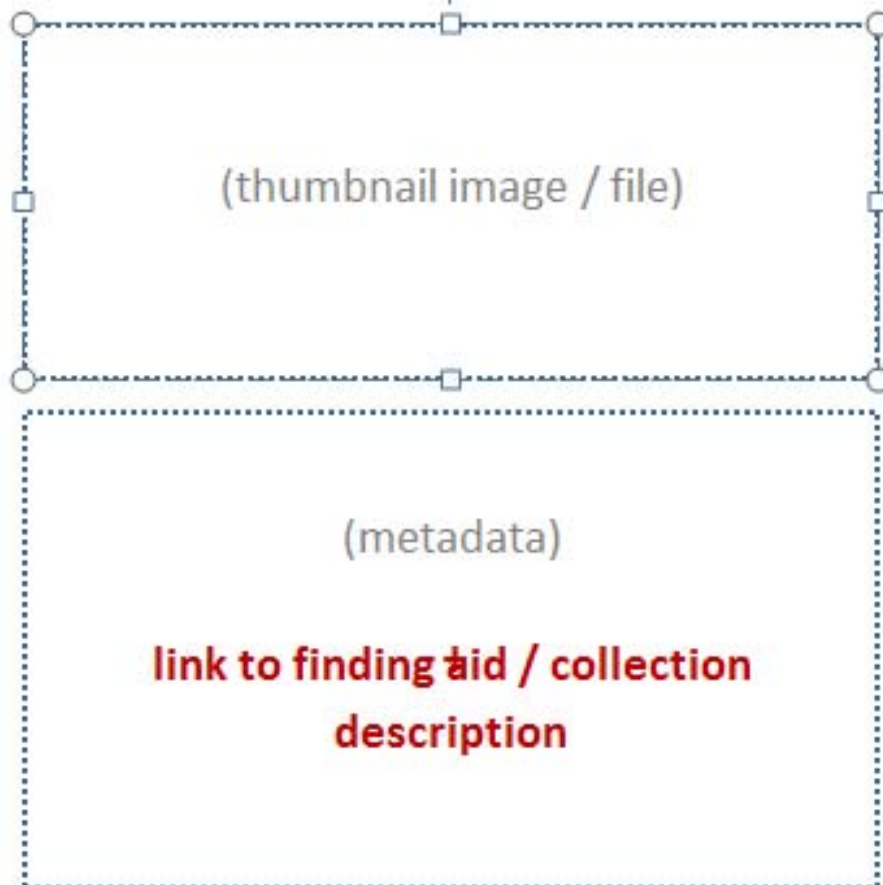 (thumbnail image / file)
(metadata)
link to finding aid / collection
description